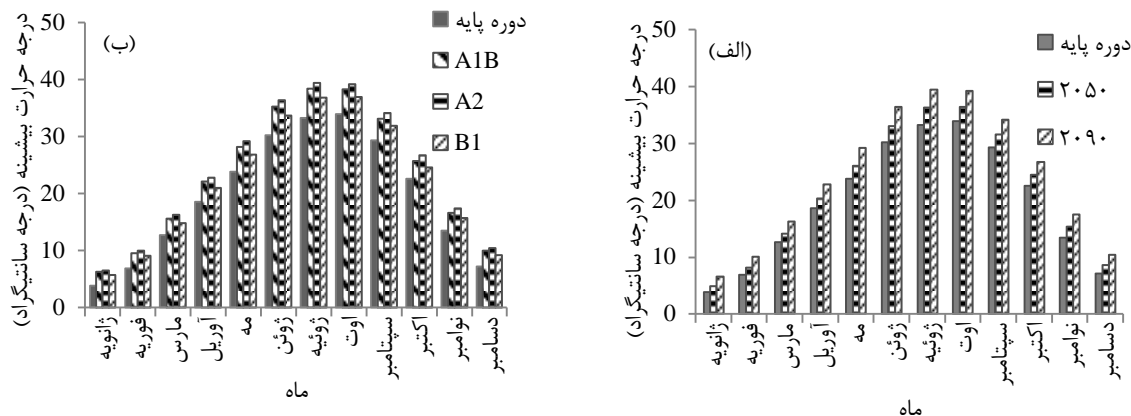 (الف)
درجه حرارت بیشینه (درجه سانتیگراد)
50
40
30
20
10
0
دوره پایه
۲۰۵۰
۲۰۹۰
ژانویه
فوریه
مارس
آوریل
مه
ژوئن
ژوئیه
اوت
سپتامبر
اکتبر
نوامبر
دسامبر
ماه
(ب)
درجه حرارت بیشینه (درجه سانتیگراد)
50
40
30
20
10
0
دوره پایه
A1B
A2
B1
ژانویه
فوریه
مارس
آوریل
مه
ژوئن
ژوئیه
اوت
سپتامبر
اکتبر
نوامبر
دسامبر
ماه